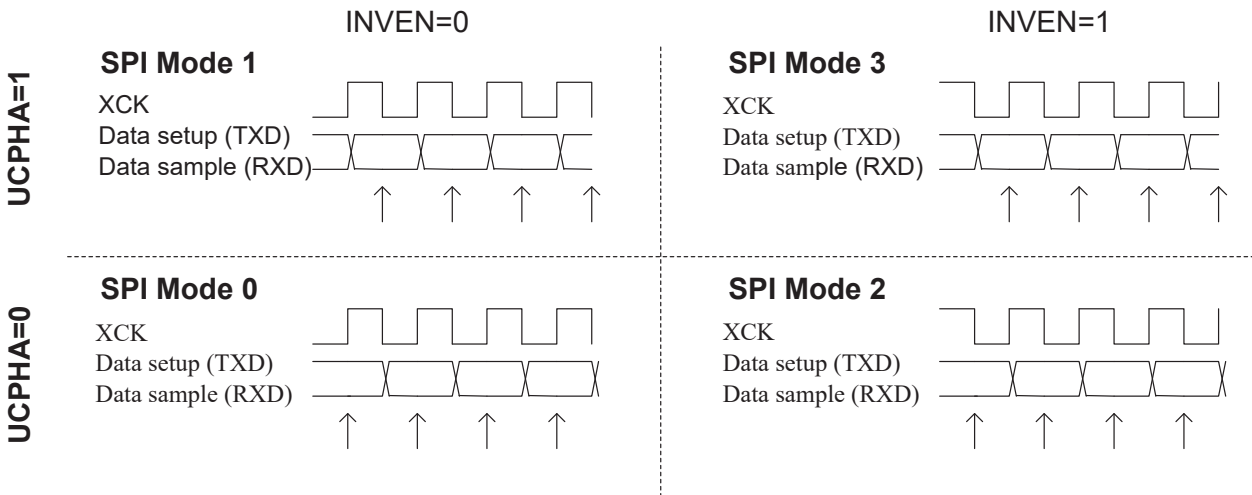 INVEN=0
INVEN=1
UCPHA=1
SPI Mode 1
XCK
Data setup (TXD)
Data sample (RXD)
SPI Mode 3
XCK
Data setup (TXD)
Data sample (RXD)
UCPHA=0
SPI Mode 0
XCK
Data setup (TXD)
Data sample (RXD)
SPI Mode 2
XCK
Data setup (TXD)
Data sample (RXD)